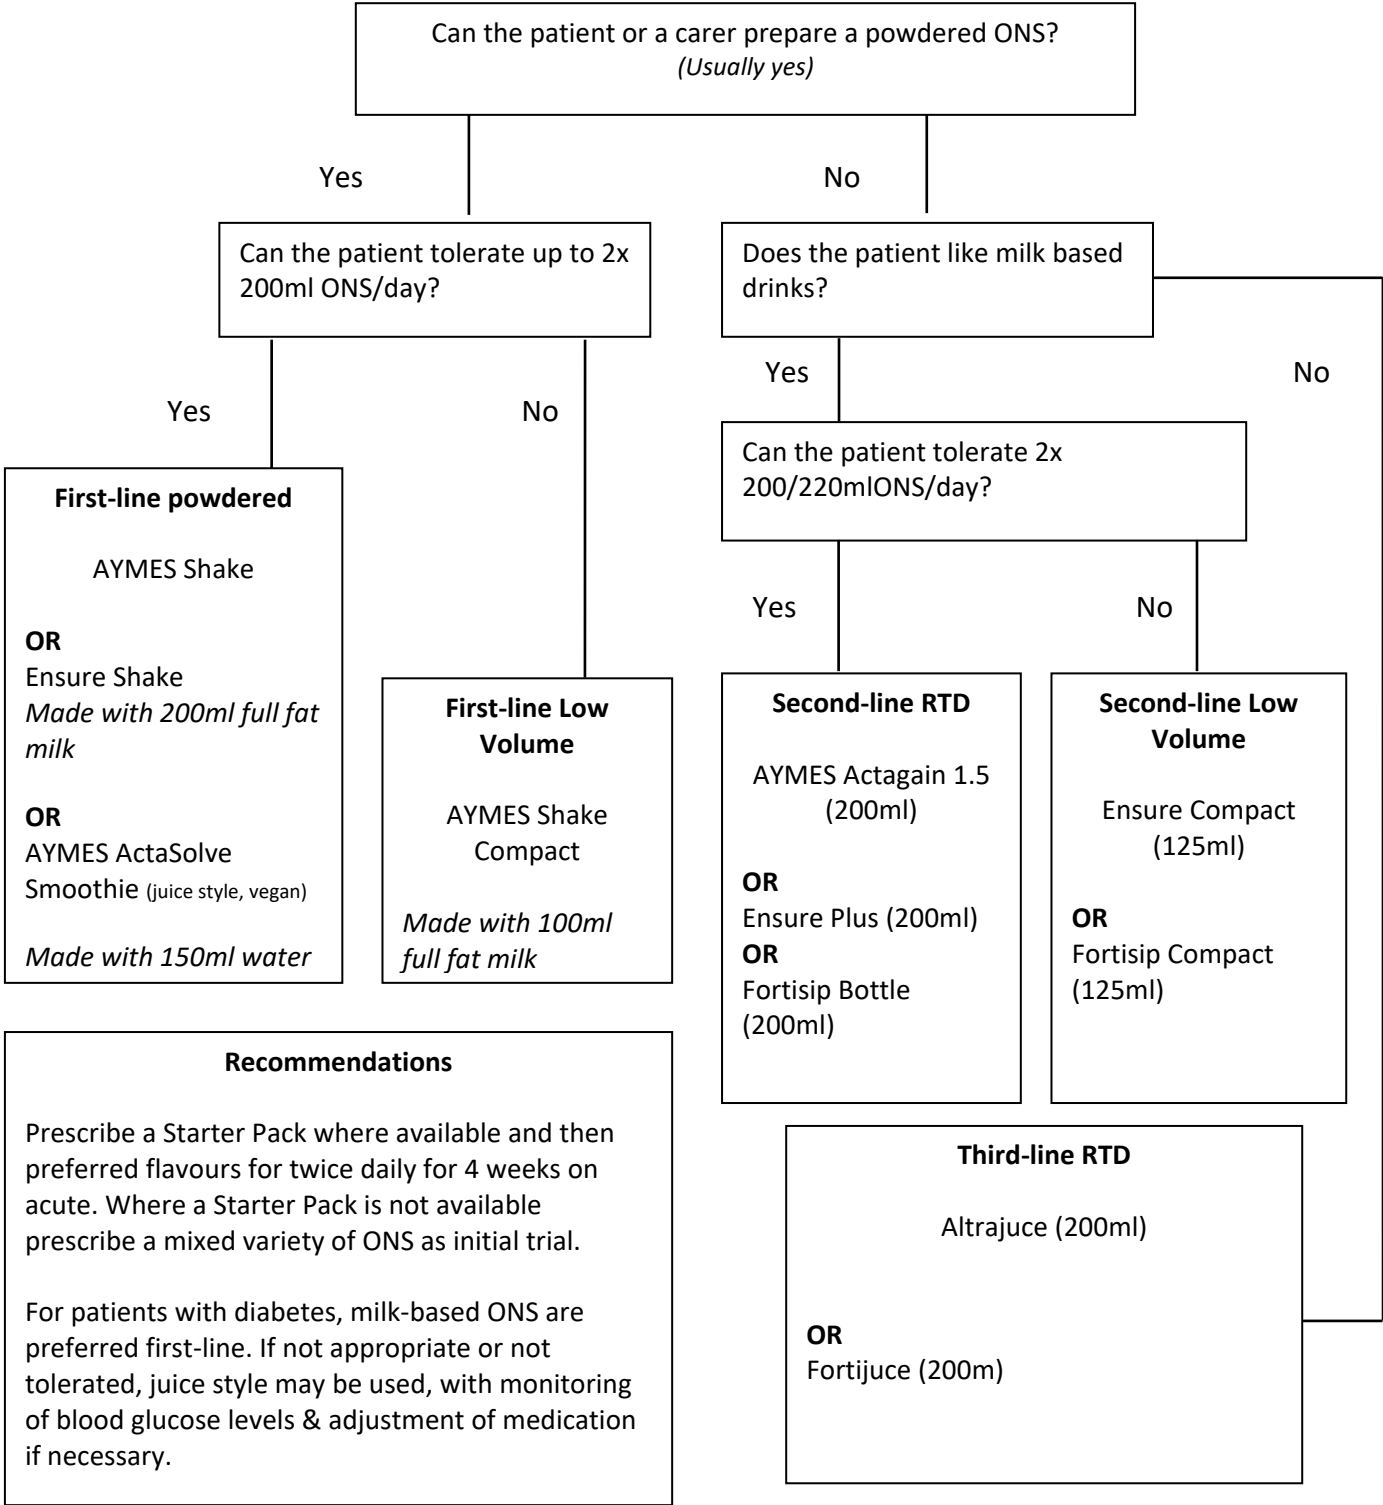 Can the patient or a carer prepare a powdered ONS?
(Usually yes)
Yes
No
Can the patient tolerate up to 2x
200ml ONS/day?
Does the patient like milk based
drinks?
Yes
No
Yes
No
Can the patient tolerate 2x
200/220mlONS/day?
First-line powdered
AYMES Shake
OR
Ensure Shake
Made with 200ml full fat
milk
OR
AYMES ActaSolve
Smoothie (juice style, vegan)
Made with 150ml water
First-line Low
Volume
AYMES Shake
Compact
Made with 100ml
full fat milk
Yes
No
Second-line RTD
AYMES Actagain 1.5
(200ml)
OR
Ensure Plus (200ml)
OR
Fortisip Bottle
(200ml)
Second-line Low
Volume
Ensure Compact
(125ml)
OR
Fortisip Compact
(125ml)
Recommendations
Prescribe a Starter Pack where available and then
preferred flavours for twice daily for 4 weeks on
acute. Where a Starter Pack is not available
prescribe a mixed variety of ONS as initial trial.
For patients with diabetes, milk-based ONS are
preferred first-line. If not appropriate or not
tolerated, juice style may be used, with monitoring
of blood glucose levels & adjustment of medication
if necessary.
Third-line RTD
Altrajuce (200ml)
OR
Fortijuce (200m)